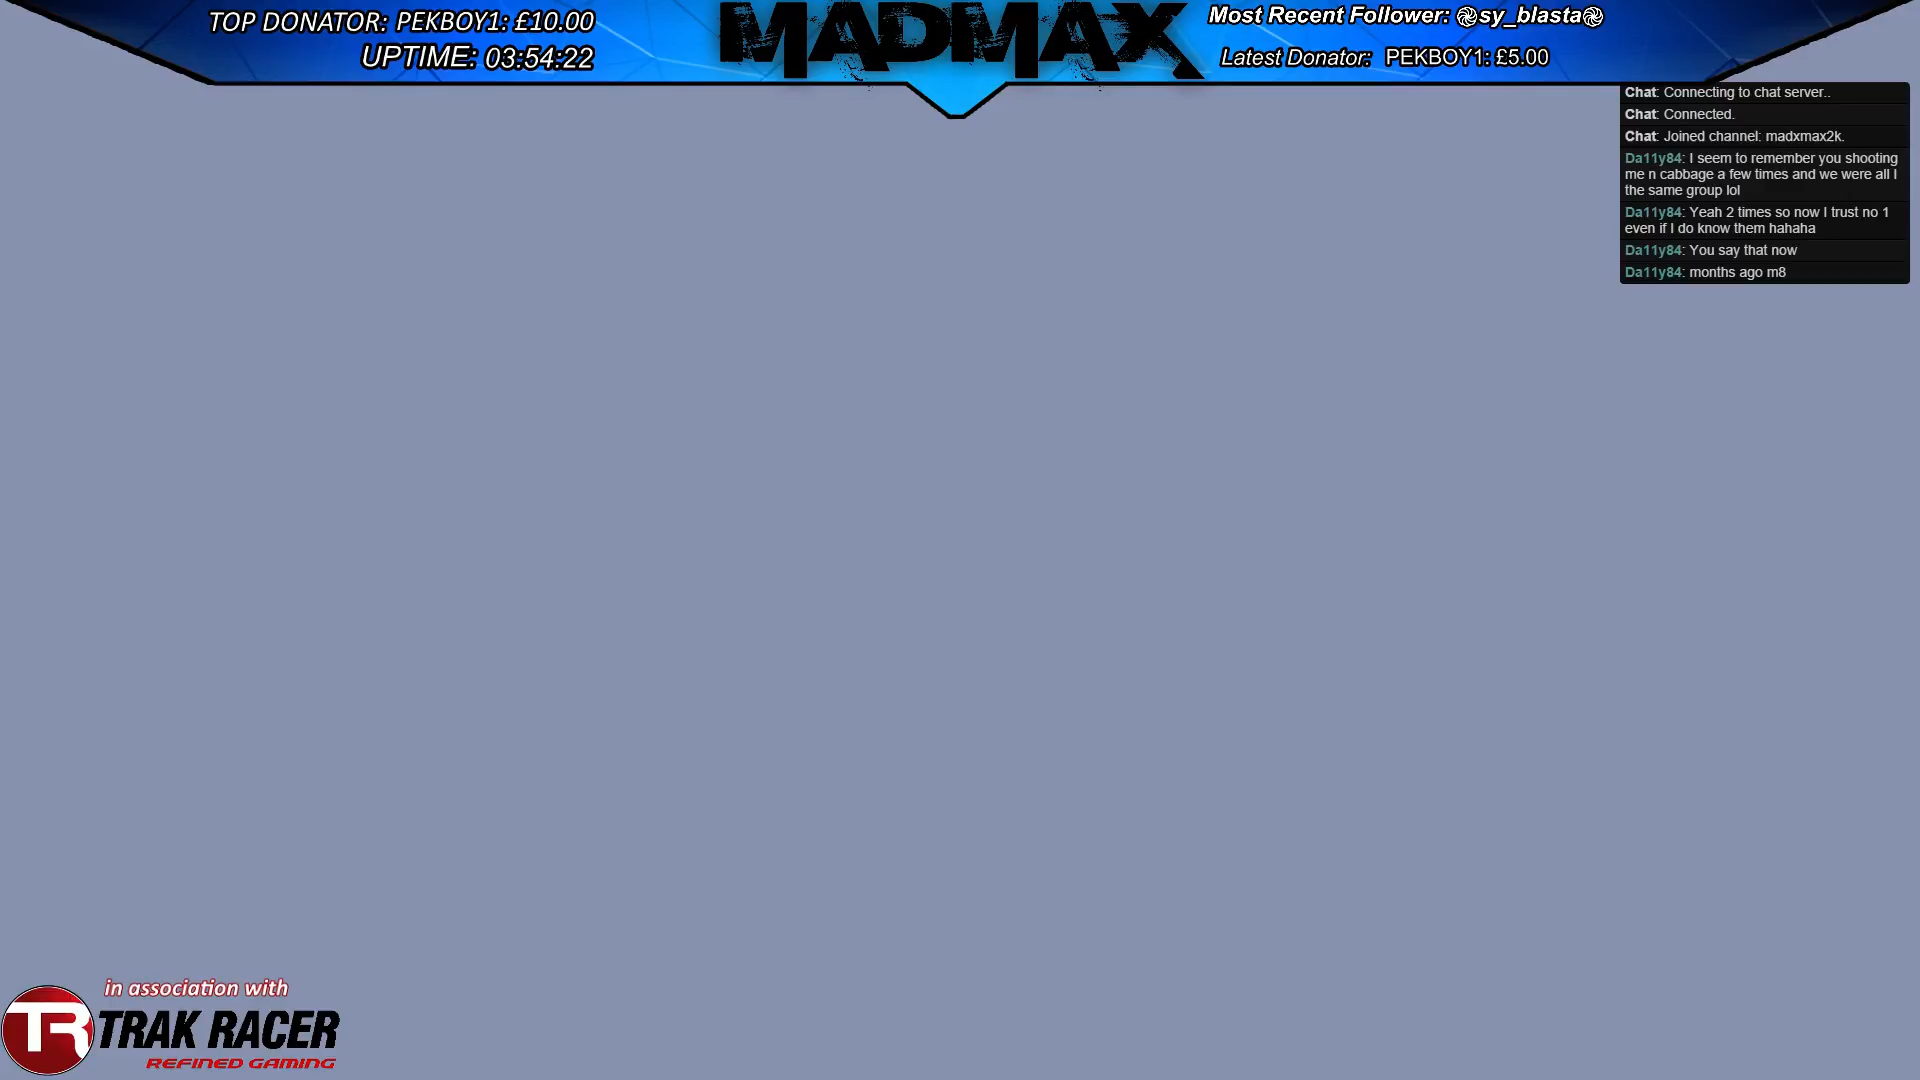 TOP DONATOR: PEKBOY1: £10.00
UPTIME: 03:54:22
MADMAX
Most Recent Follower: ֍sy_blasta֍
Latest Donator: PEKBOY1: £5.00
Chat: Connecting to chat server..
Chat: Connected.
Chat: Joined channel: madxmax2k.
Da11y84: I seem to remember you shooting
me n cabbage a few times and we were all I
the same group lol
Da11y84: Yeah 2 times so now I trust no 1
even if I do know them hahaha
Da11y84: You say that now
Da11y84: months ago m8
in association with
TR TRAK RACER
REFINED GAMING